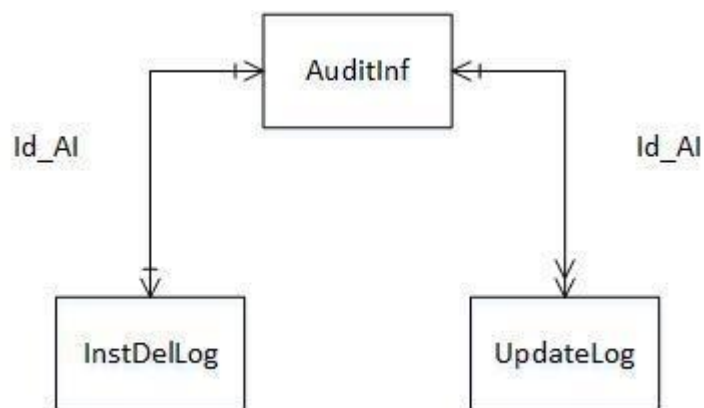 AuditInf
Id_AI
Id_AI
InstDelLog
UpdateLog